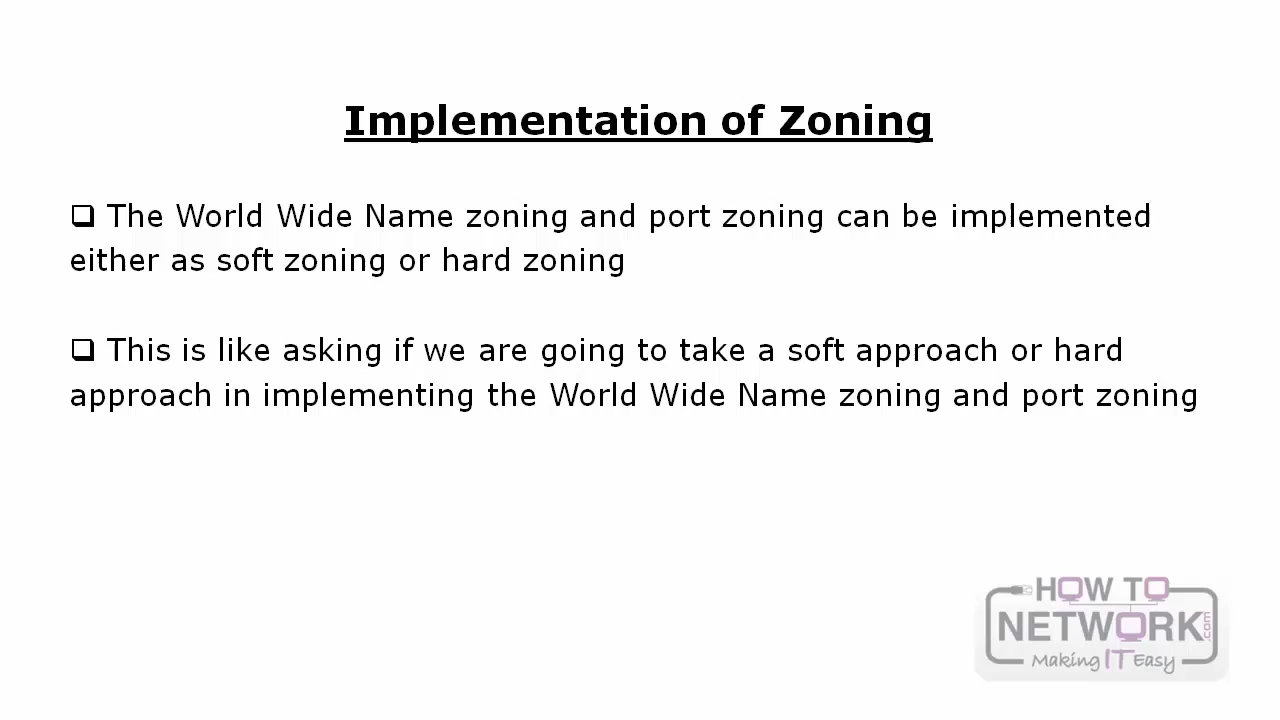 Implementation of Zoning
❑ The World Wide Name zoning and port zoning can be implemented
either as soft zoning or hard zoning
❑ This is like asking if we are going to take a soft approach or hard
approach in implementing the World Wide Name zoning and port zoning
HOW TO
NETWORK.com
Making IT Easy